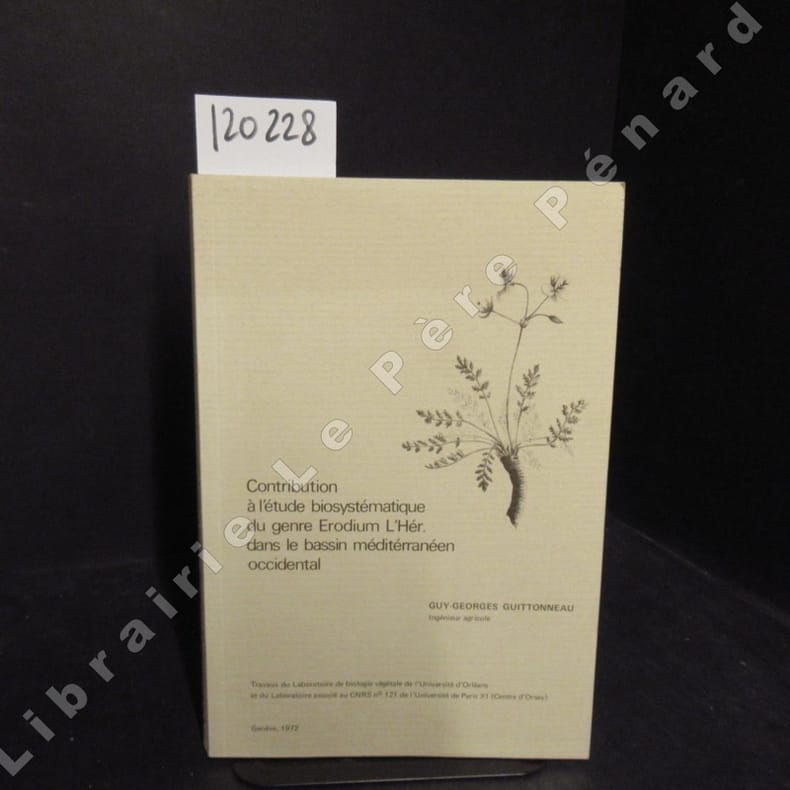 120228
Contribution
à l'étude biosystématique
du genre Erodium L'Hér.
dans le bassin méditérranéen
occidental
GUY-GEORGES GUITTONNEAU
Ingénieur agricole
Travaux du Laboratoire de biologie végétale de l'Université d'Orléans
et du Laboratoire associé au CNRS nº 121 de l'Université de Paris XI (Centre d'Orsay)
Genève, 1972
Librairie Le Père Pénard